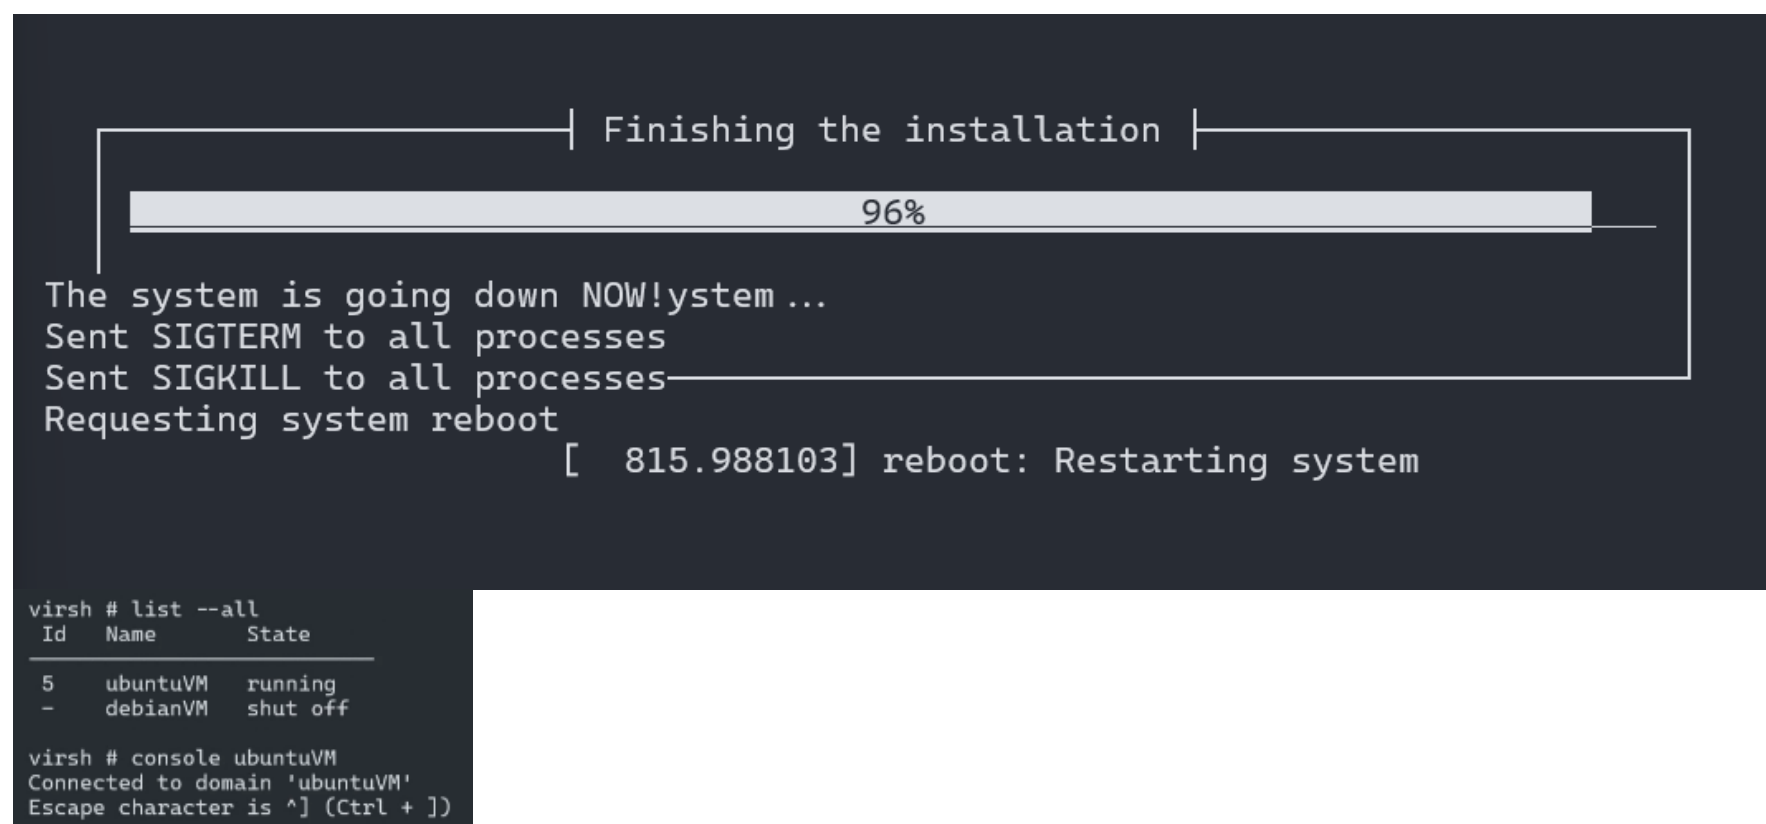 Finishing the installation
96%
The system is going down NOW!ystem...
Sent SIGTERM to all processes
Sent SIGKILL to all processes
Requesting system reboot
[  815.988103] reboot: Restarting system
virsh # list --all
Id   Name       State
5    ubuntuVM   running
-    debianVM   shut off
virsh # console ubuntuVM
Connected to domain 'ubuntuVM'
Escape character is ^] (Ctrl + ])